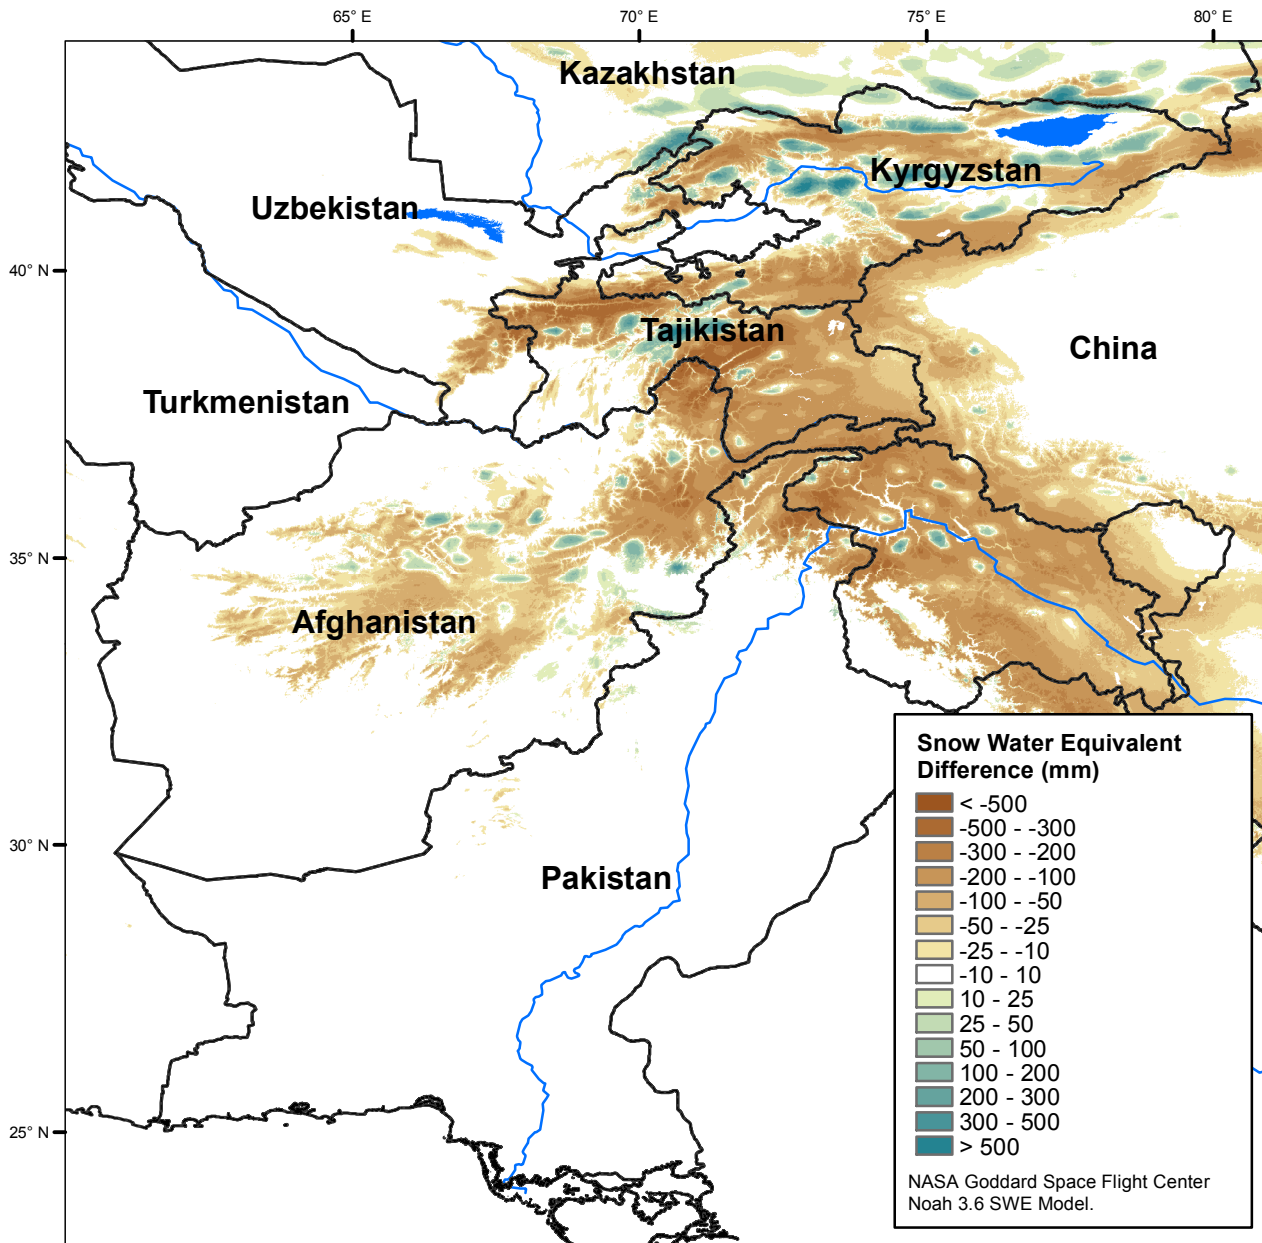 65° E
70° E
75° E
80° E
Kazakhstan
Kyrgyzstan
Uzbekistan
40° N
Tajikistan
China
Turkmenistan
35° N
Afghanistan
Snow Water Equivalent
Difference (mm)
< -500
-500 - -300
-300 - -200
-200 - -100
-100 - -50
-50 - -25
-25 - -10
-10 - 10
10 - 25
25 - 50
50 - 100
100 - 200
200 - 300
300 - 500
> 500
NASA Goddard Space Flight Center
Noah 3.6 SWE Model.
30° N
Pakistan
25° N